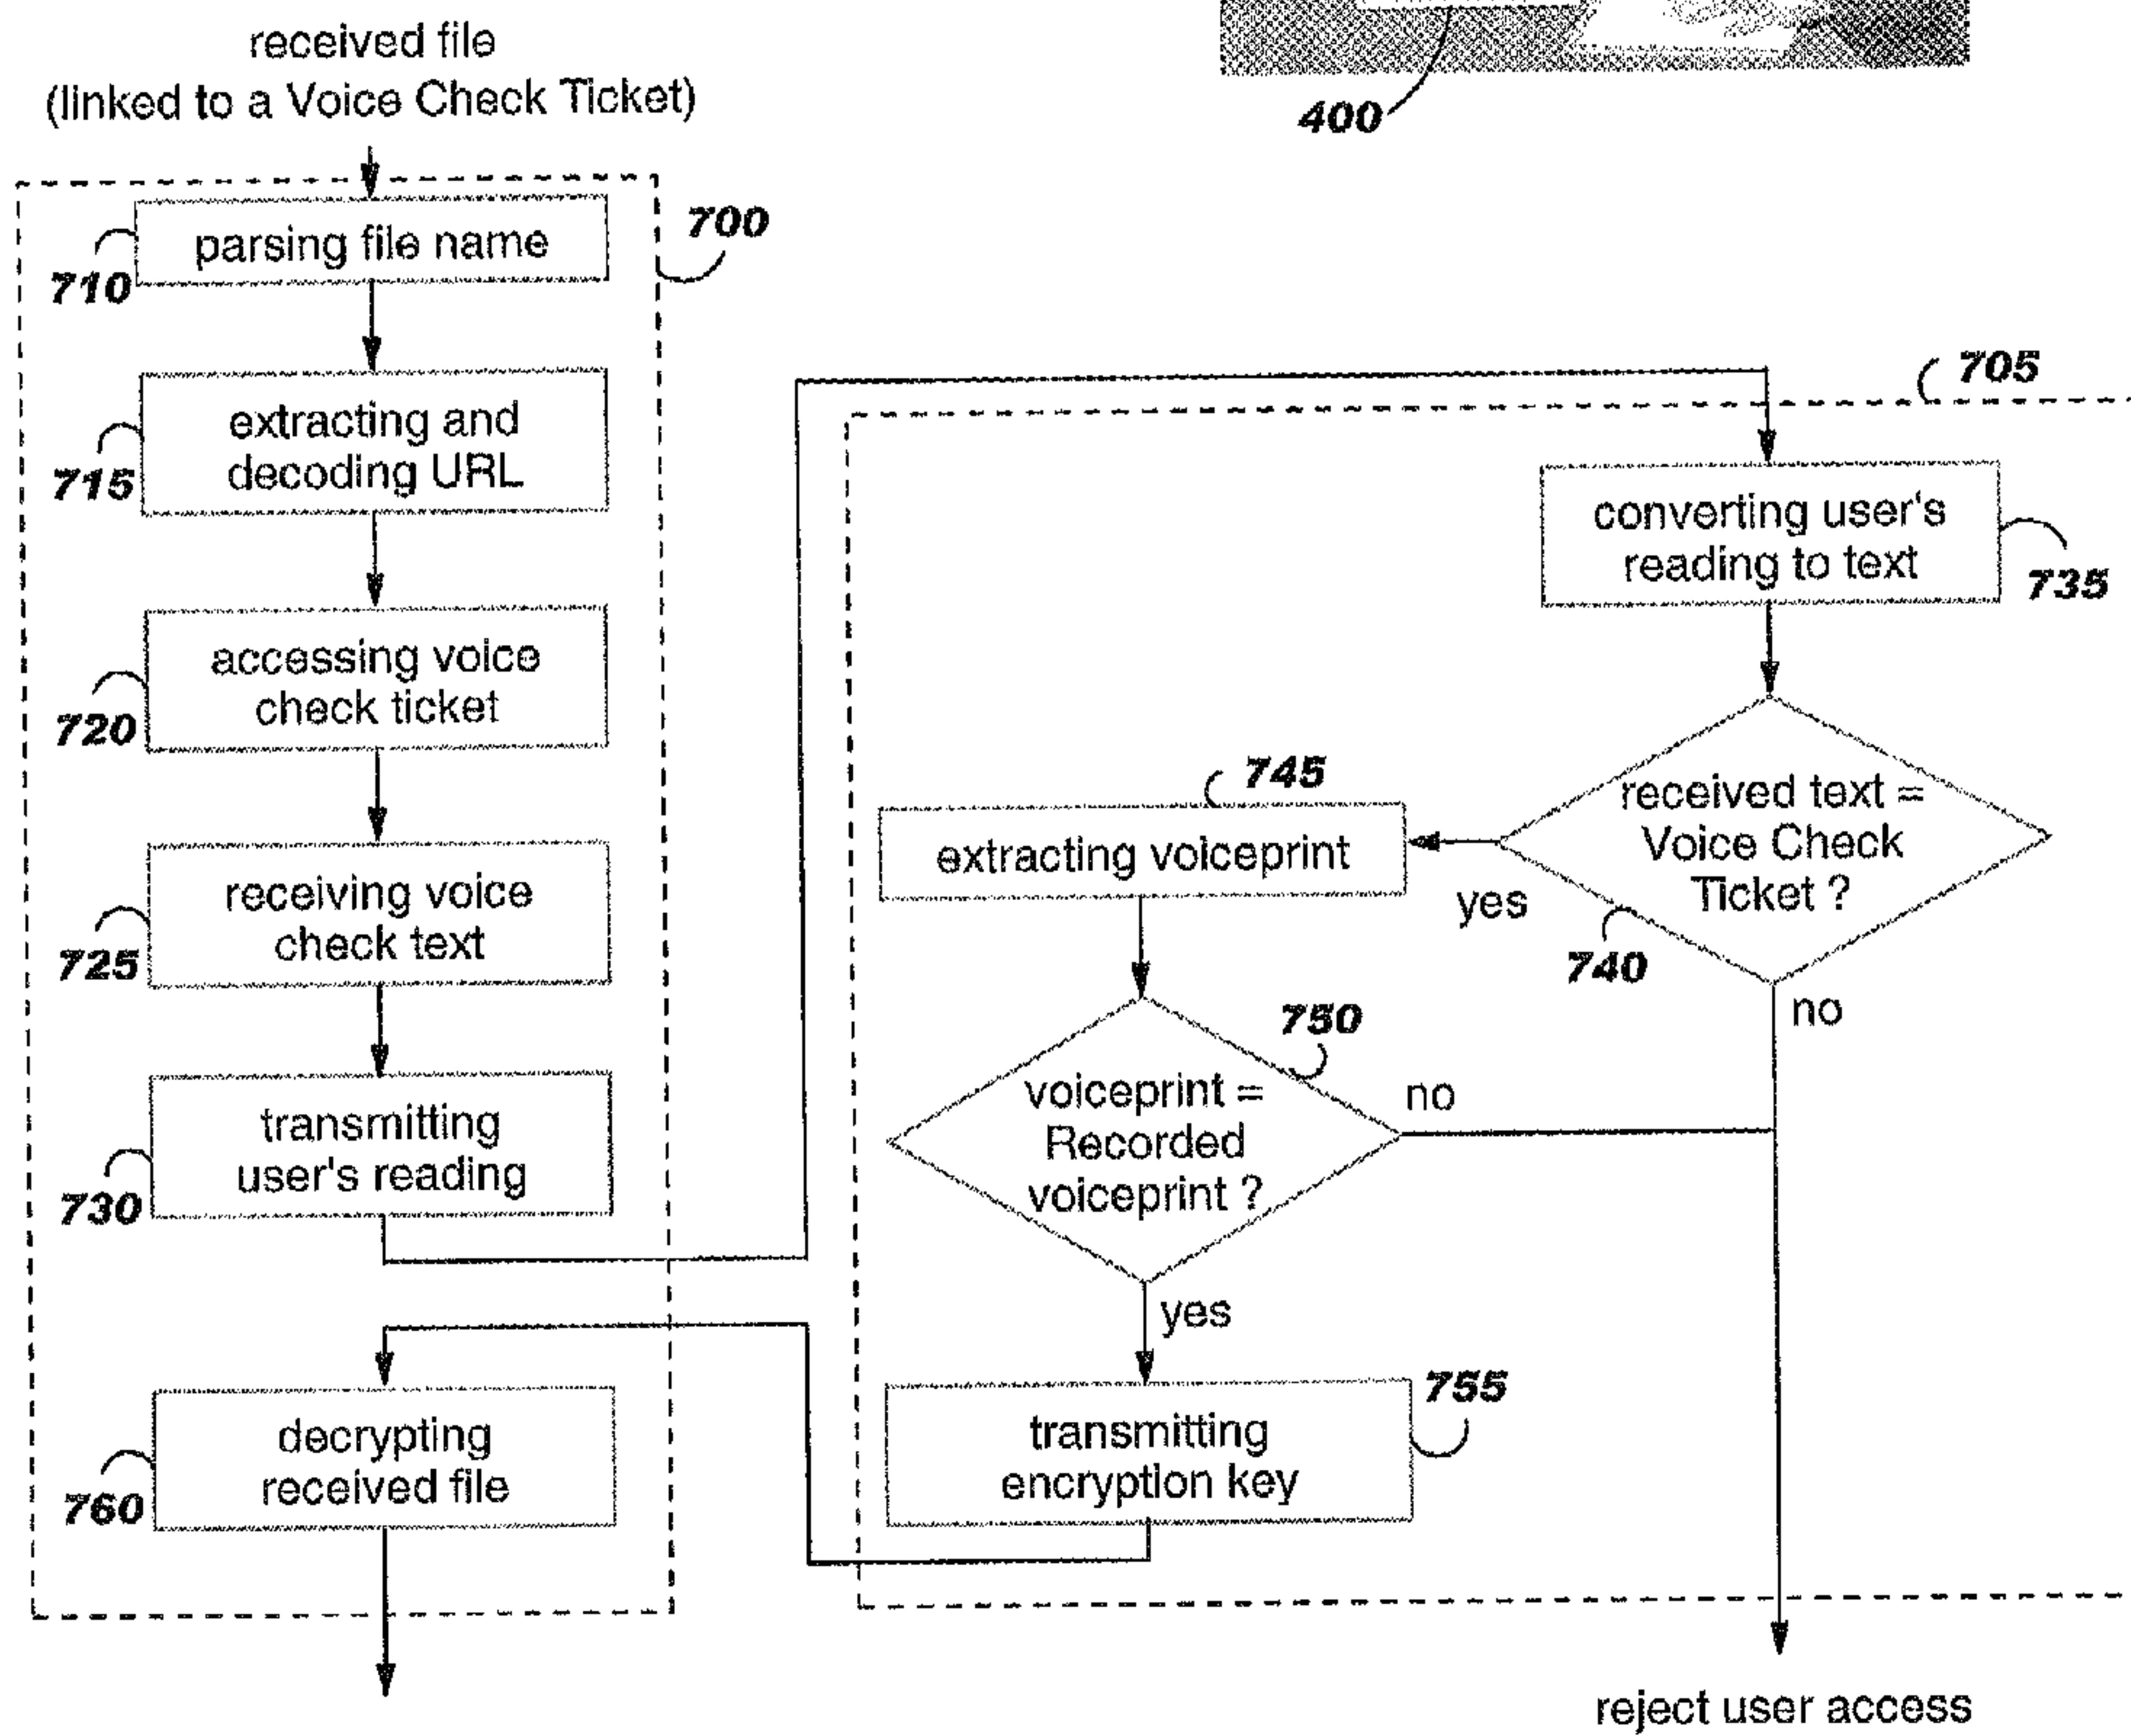 400
received file
(linked to a Voice Check Ticket)
700
parsing file name
710
extracting and
decoding URL
715
accessing voice
check ticket
720
receiving voice
check text
725
transmitting
user's reading
730
decrypting
received file
760
705
converting user's
reading to text
735
received text =
Voice Check
Ticket ?
740
yes
no
745
extracting voiceprint
750
voiceprint =
Recorded
voiceprint ?
no
yes
755
transmitting
encryption key
reject user access